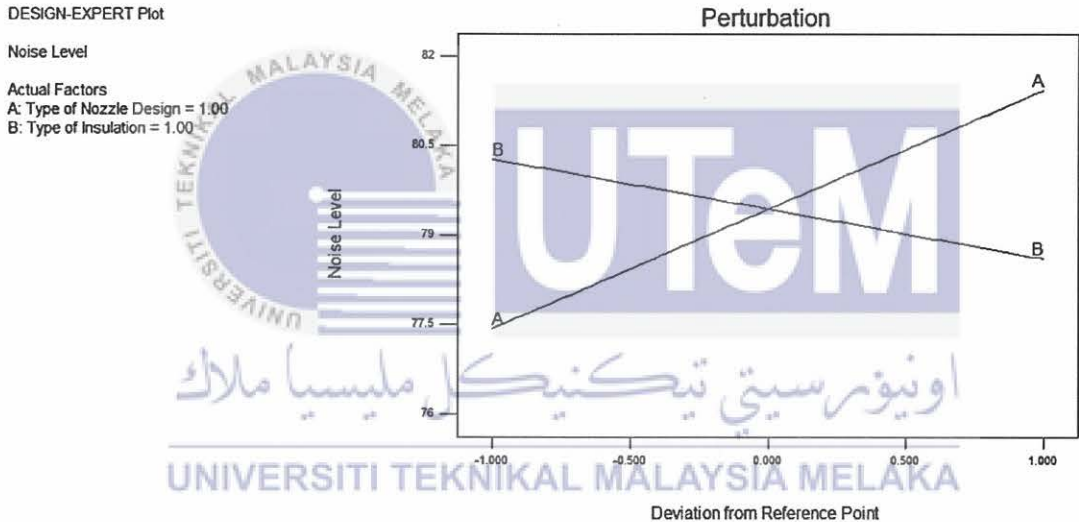 DESIGN-EXPERT Plot
Noise Level
Actual Factors
A: Type of Nozzle Design = 1.00
B: Type of Insulation = 1.00
Perturbation
82
80.5
79
77.5
76
Noise Level
A
B
B
A
-1.000 -0.500 0.000 0.500 1.000
Deviation from Reference Point
UNIVERSITI TEKNIKAL MALAYSIA MELAKA
UTeM
اونيۏرسيتي تيكنيكل مليسيا ملاك
UNIVERSITI TEKNIKAL MALAYSIA MELAKA